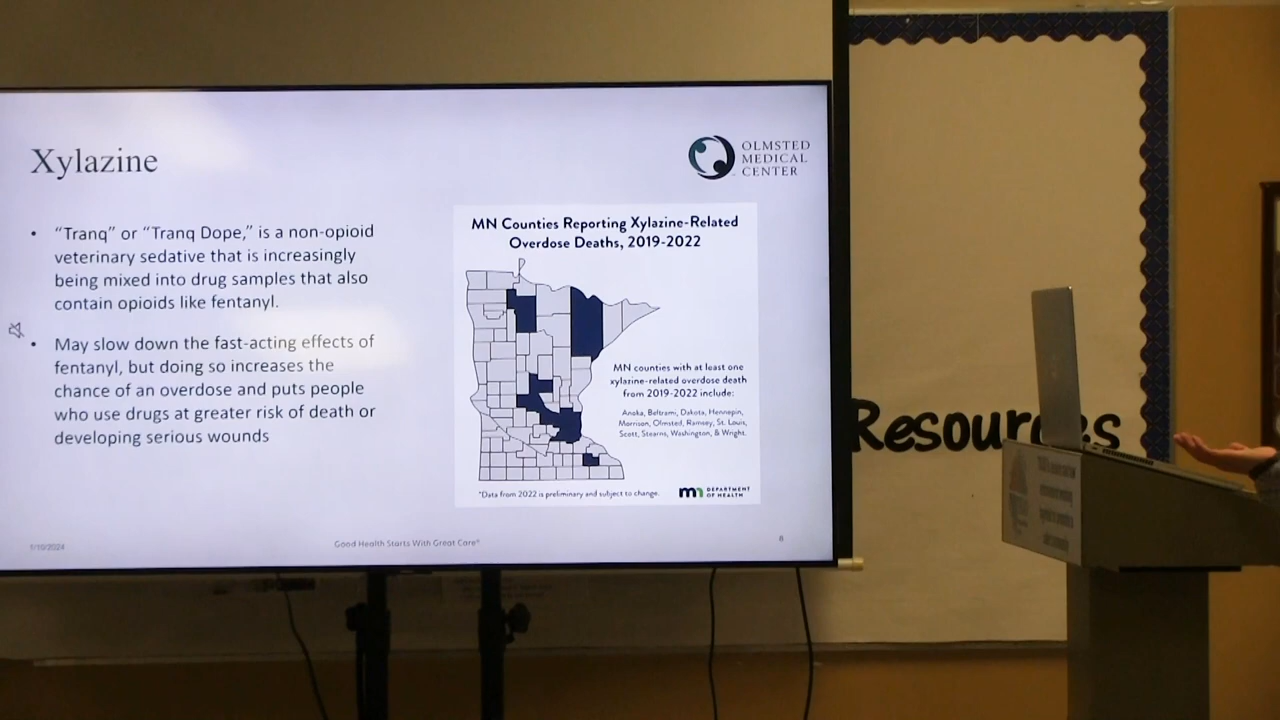 Xylazine
OLMSTED
MEDICAL
CENTER
• “Tranq” or “Tranq Dope,” is a non-opioid
veterinary sedative that is increasingly
being mixed into drug samples that also
contain opioids like fentanyl.
• May slow down the fast-acting effects of
fentanyl, but doing so increases the
chance of an overdose and puts people
who use drugs at greater risk of death or
developing serious wounds
MN Counties Reporting Xylazine-Related
Overdose Deaths, 2019-2022
MN counties with at least one
xylazine-related overdose death
from 2019-2022 include:
Anoka, Beltrami, Dakota, Hennepin,
Morrison, Olmsted, Ramsey, St. Louis,
Scott, Stearns, Washington, & Wright.
*Data from 2022 is preliminary and subject to change.
mn DEPARTMENT
OF HEALTH
Good Health Starts With Great Care®
Resources